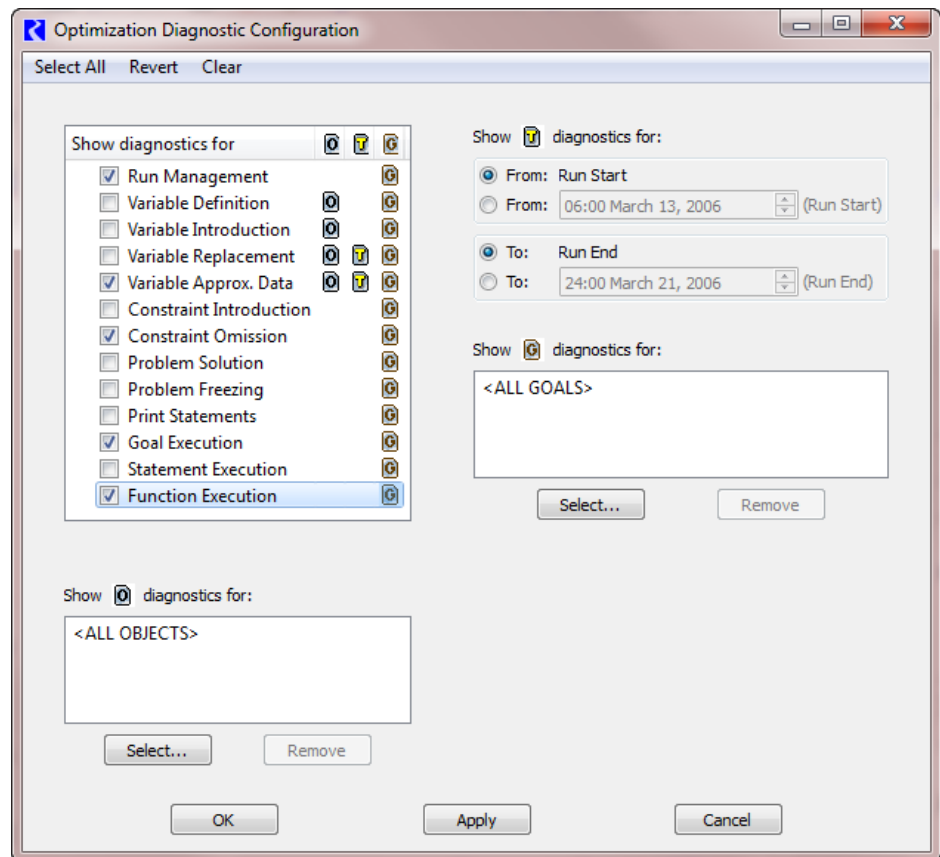 Optimization Diagnostic Configuration
Select All Revert Clear
Show diagnostics for O T G
Run Management G
Variable Definition O G
Variable Introduction O G
Variable Replacement O T G
Variable Approx. Data O T G
Constraint Introduction G
Constraint Omission G
Problem Solution G
Problem Freezing G
Print Statements G
Goal Execution G
Statement Execution G
Function Execution G
Show O diagnostics for:
<ALL OBJECTS>
Select... Remove
Show T diagnostics for:
From: Run Start
From: 06:00 March 13, 2006 (Run Start)
To: Run End
To: 24:00 March 21, 2006 (Run End)
Show G diagnostics for:
<ALL GOALS>
Select... Remove
OK Apply Cancel